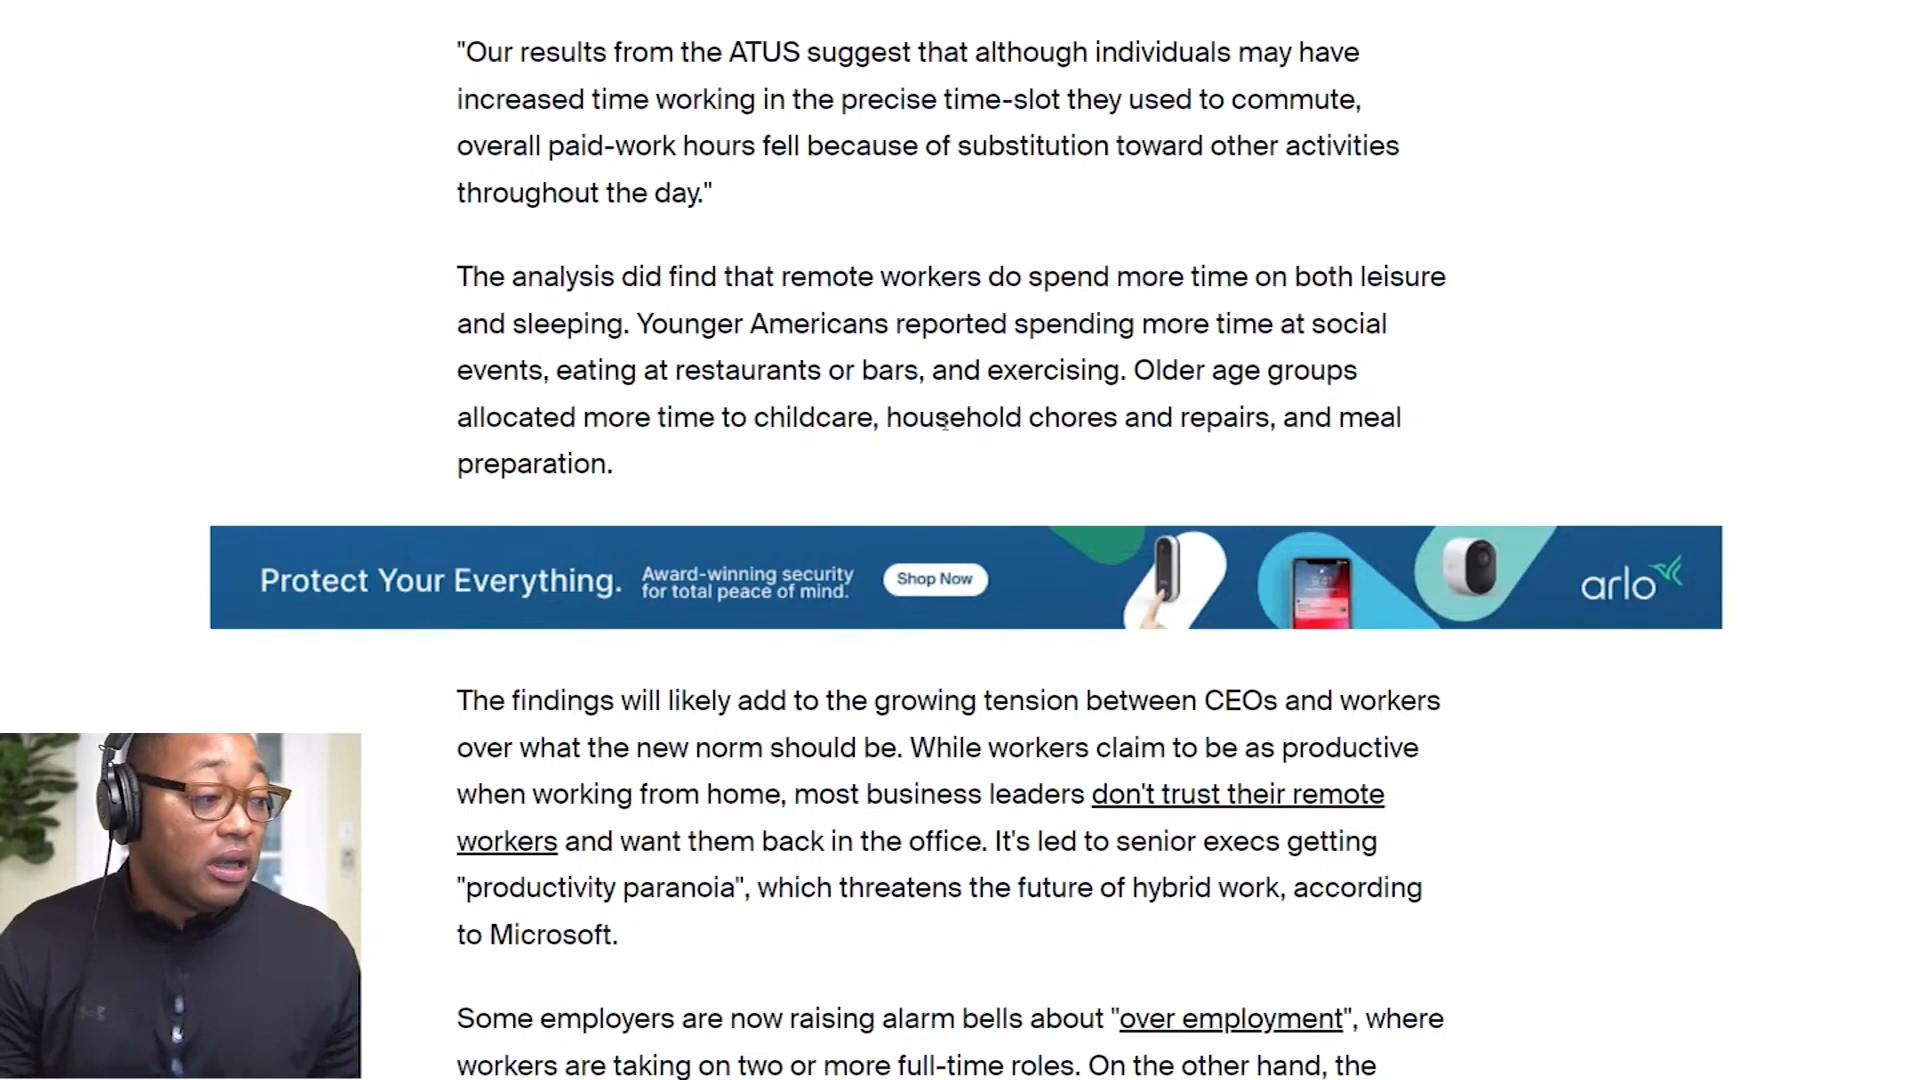 "Our results from the ATUS suggest that although individuals may have
increased time working in the precise time-slot they used to commute,
overall paid-work hours fell because of substitution toward other activities
throughout the day."
The analysis did find that remote workers do spend more time on both leisure
and sleeping. Younger Americans reported spending more time at social
events, eating at restaurants or bars, and exercising. Older age groups
allocated more time to childcare, household chores and repairs, and meal
preparation.
Protect Your Everything.
Award-winning security
for total peace of mind.
Shop Now
9:41
arlo
The findings will likely add to the growing tension between CEOs and workers
over what the new norm should be. While workers claim to be as productive
when working from home, most business leaders don't trust their remote
workers and want them back in the office. It's led to senior execs getting
"productivity paranoia", which threatens the future of hybrid work, according
to Microsoft.
Some employers are now raising alarm bells about "over employment", where
workers are taking on two or more full-time roles. On the other hand, the